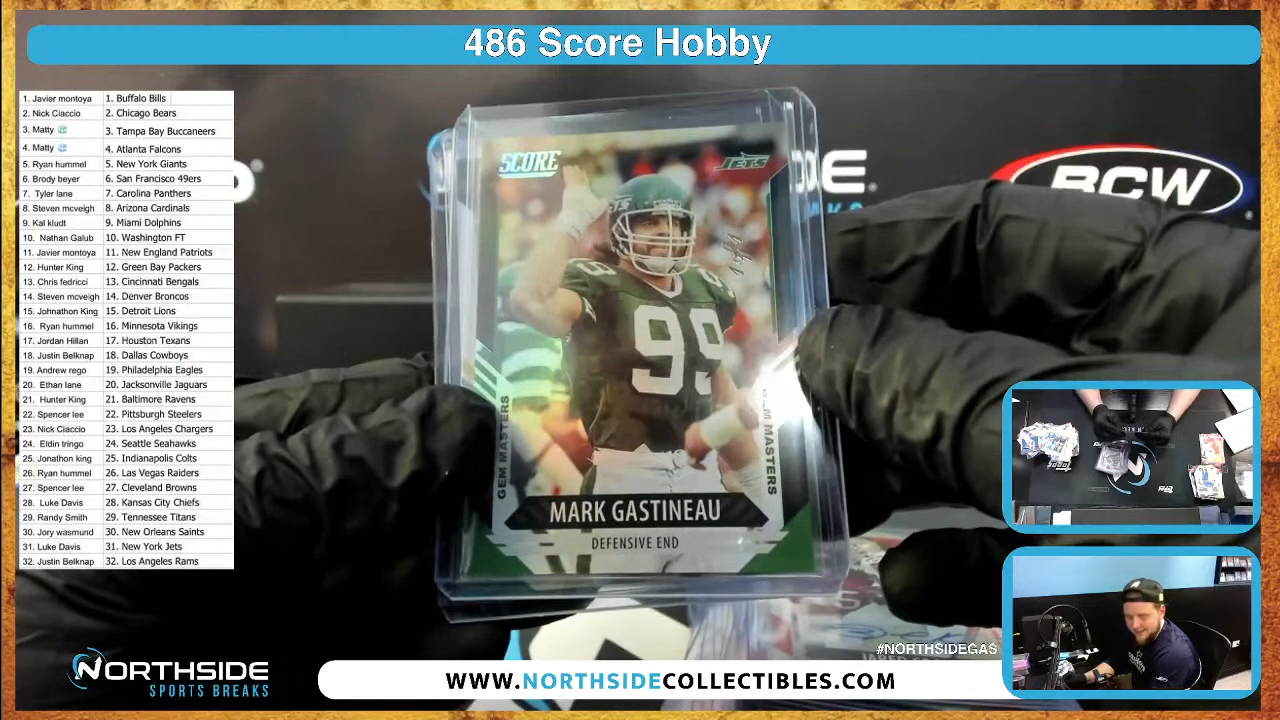 486 Score Hobby
1. Javier montoya 1. Buffalo Bills
2. Nick Ciaccio 2. Chicago Bears
3. Matty 3. Tampa Bay Buccaneers
4. Matty 4. Atlanta Falcons
5. Ryan hummel 5. New York Giants
6. Brody beyer 6. San Francisco 49ers
7. Tyler lane 7. Carolina Panthers
8. Steven mcveigh 8. Arizona Cardinals
9. Kal kludt 9. Miami Dolphins
10. Nathan Galub 10. Washington FT
11. Javier montoya 11. New England Patriots
12. Hunter King 12. Green Bay Packers
13. Chris fedricci 13. Cincinnati Bengals
14. Steven mcveigh 14. Denver Broncos
15. Johnathon King 15. Detroit Lions
16. Ryan hummel 16. Minnesota Vikings
17. Jordan Hillan 17. Houston Texans
18. Justin Belknap 18. Dallas Cowboys
19. Andrew rego 19. Philadelphia Eagles
20. Ethan lane 20. Jacksonville Jaguars
21. Hunter King 21. Baltimore Ravens
22. Spencer lee 22. Pittsburgh Steelers
23. Nick Ciaccio 23. Los Angeles Chargers
24. Eldin tringo 24. Seattle Seahawks
25. Jonathon king 25. Indianapolis Colts
26. Ryan hummel 26. Las Vegas Raiders
27. Spencer lee 27. Cleveland Browns
28. Luke Davis 28. Kansas City Chiefs
29. Randy Smith 29. Tennessee Titans
30. Jory wasmund 30. New Orleans Saints
31. Luke Davis 31. New York Jets
32. Justin Belknap 32. Los Angeles Rams
SCORE
JETS
99
99
GEM MASTERS
GEM MASTERS
MARK GASTINEAU
DEFENSIVE END
BCW
#NORTHSIDEGAS
NORTHSIDE
SPORTS BREAKS
WWW.NORTHSIDECOLLECTIBLES.COM